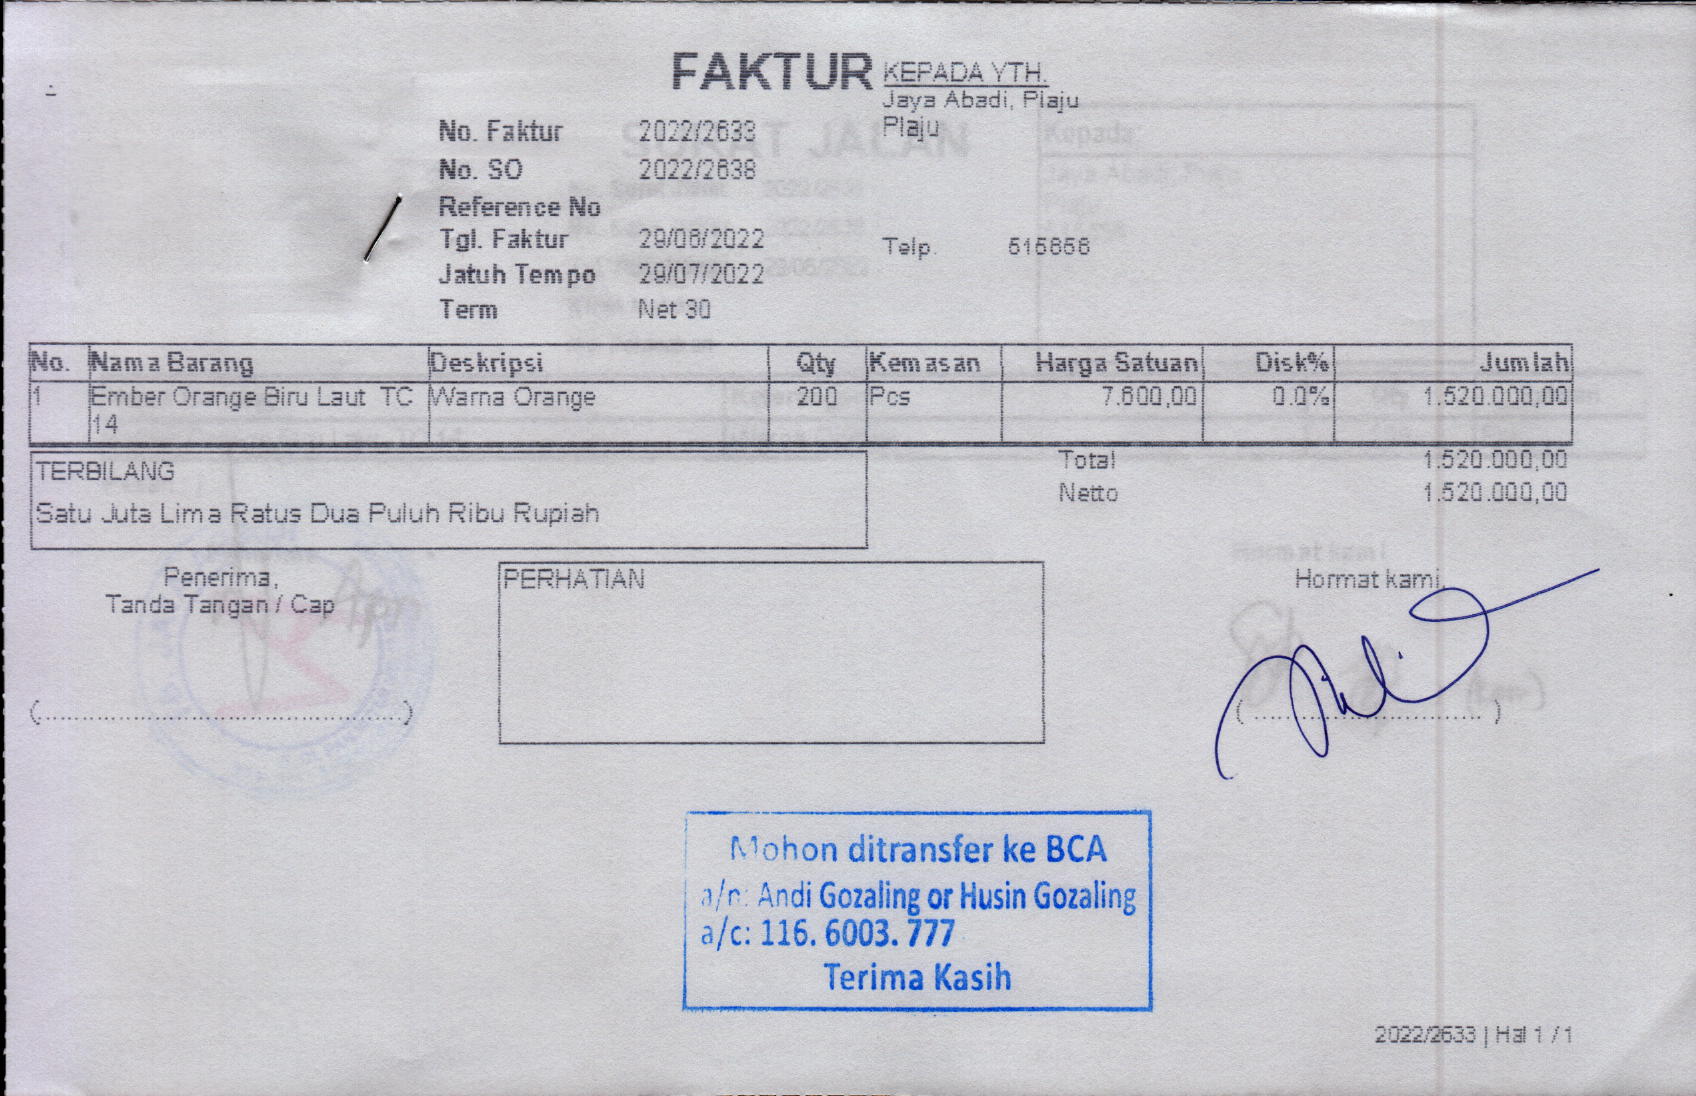 FAKTUR
KEPADA YTH.
Jaya Abadi, Plaju
Plaju
No. Faktur 2022/2633
No. SO 2022/2638
Reference No
Tgl. Faktur 29/06/2022
Telp. 515858
Jatuh Tempo 29/07/2022
Term Net 30
No. Nama Barang Deskripsi Qty Kemasan Harga Satuan Disk% Jumlah
1 Ember Orange Biru Laut TC Warna Orange 200 Pcs 7.600,00 0.0% 1.520.000,00
14
TERBILANG
Satu Juta Lima Ratus Dua Puluh Ribu Rupiah
Total 1.520.000,00
Netto 1.520.000,00
Penerima,
Tanda Tangan / Cap
PERHATIAN
Hormat kami,
Mohon ditransfer ke BCA
a/n: Andi Gozaling or Husin Gozaling
a/c: 116. 6003. 777
Terima Kasih
2022/2633 | Hal 1 / 1